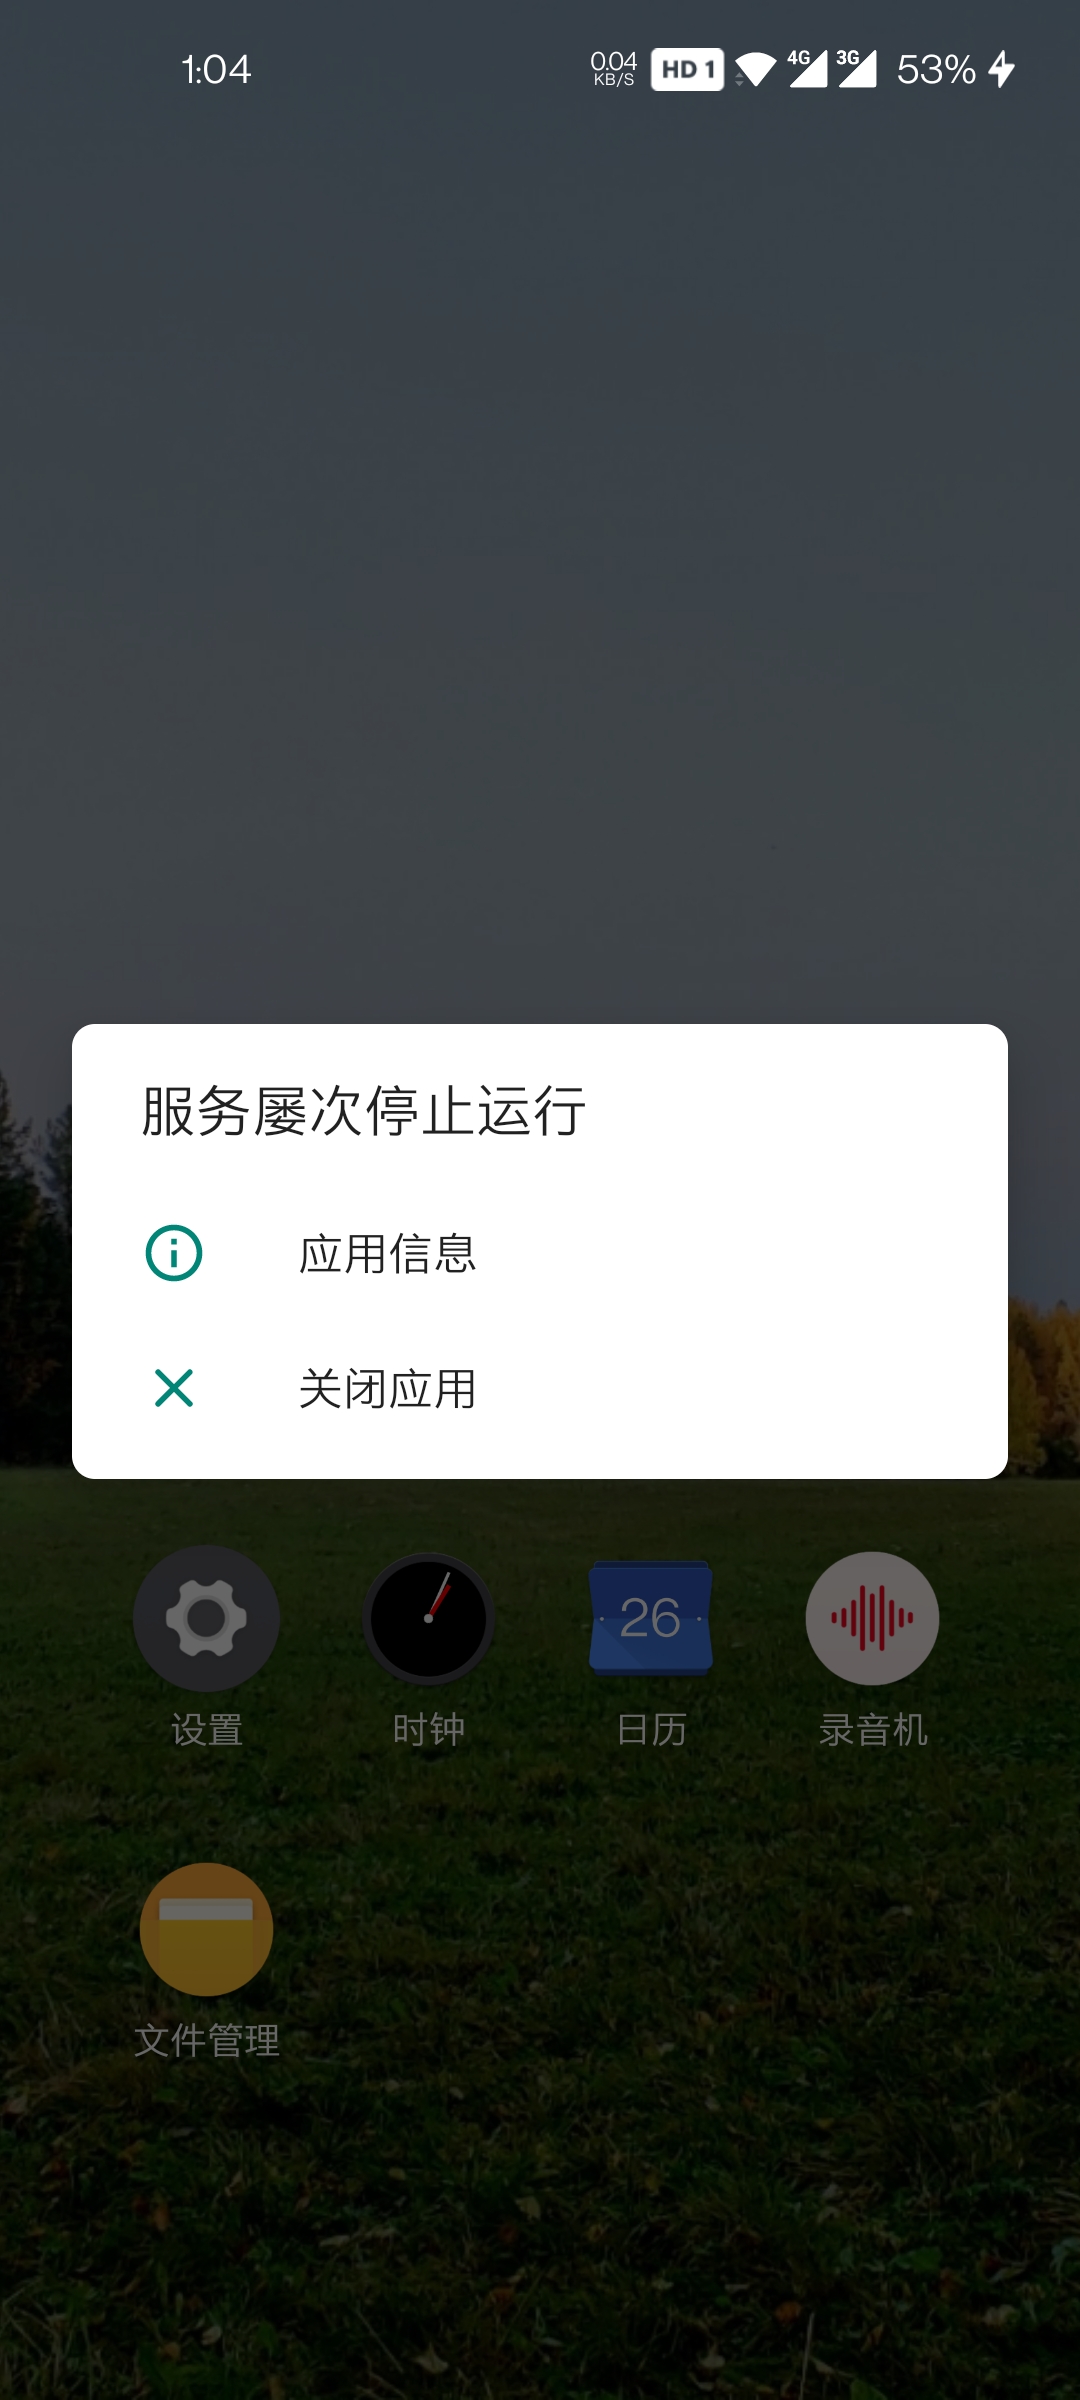 1:04
0.04
KB/S
HD 1
4G
3G
53%
服务屡次停止运行
应用信息
关闭应用
26
设置
时钟
日历
录音机
文件管理